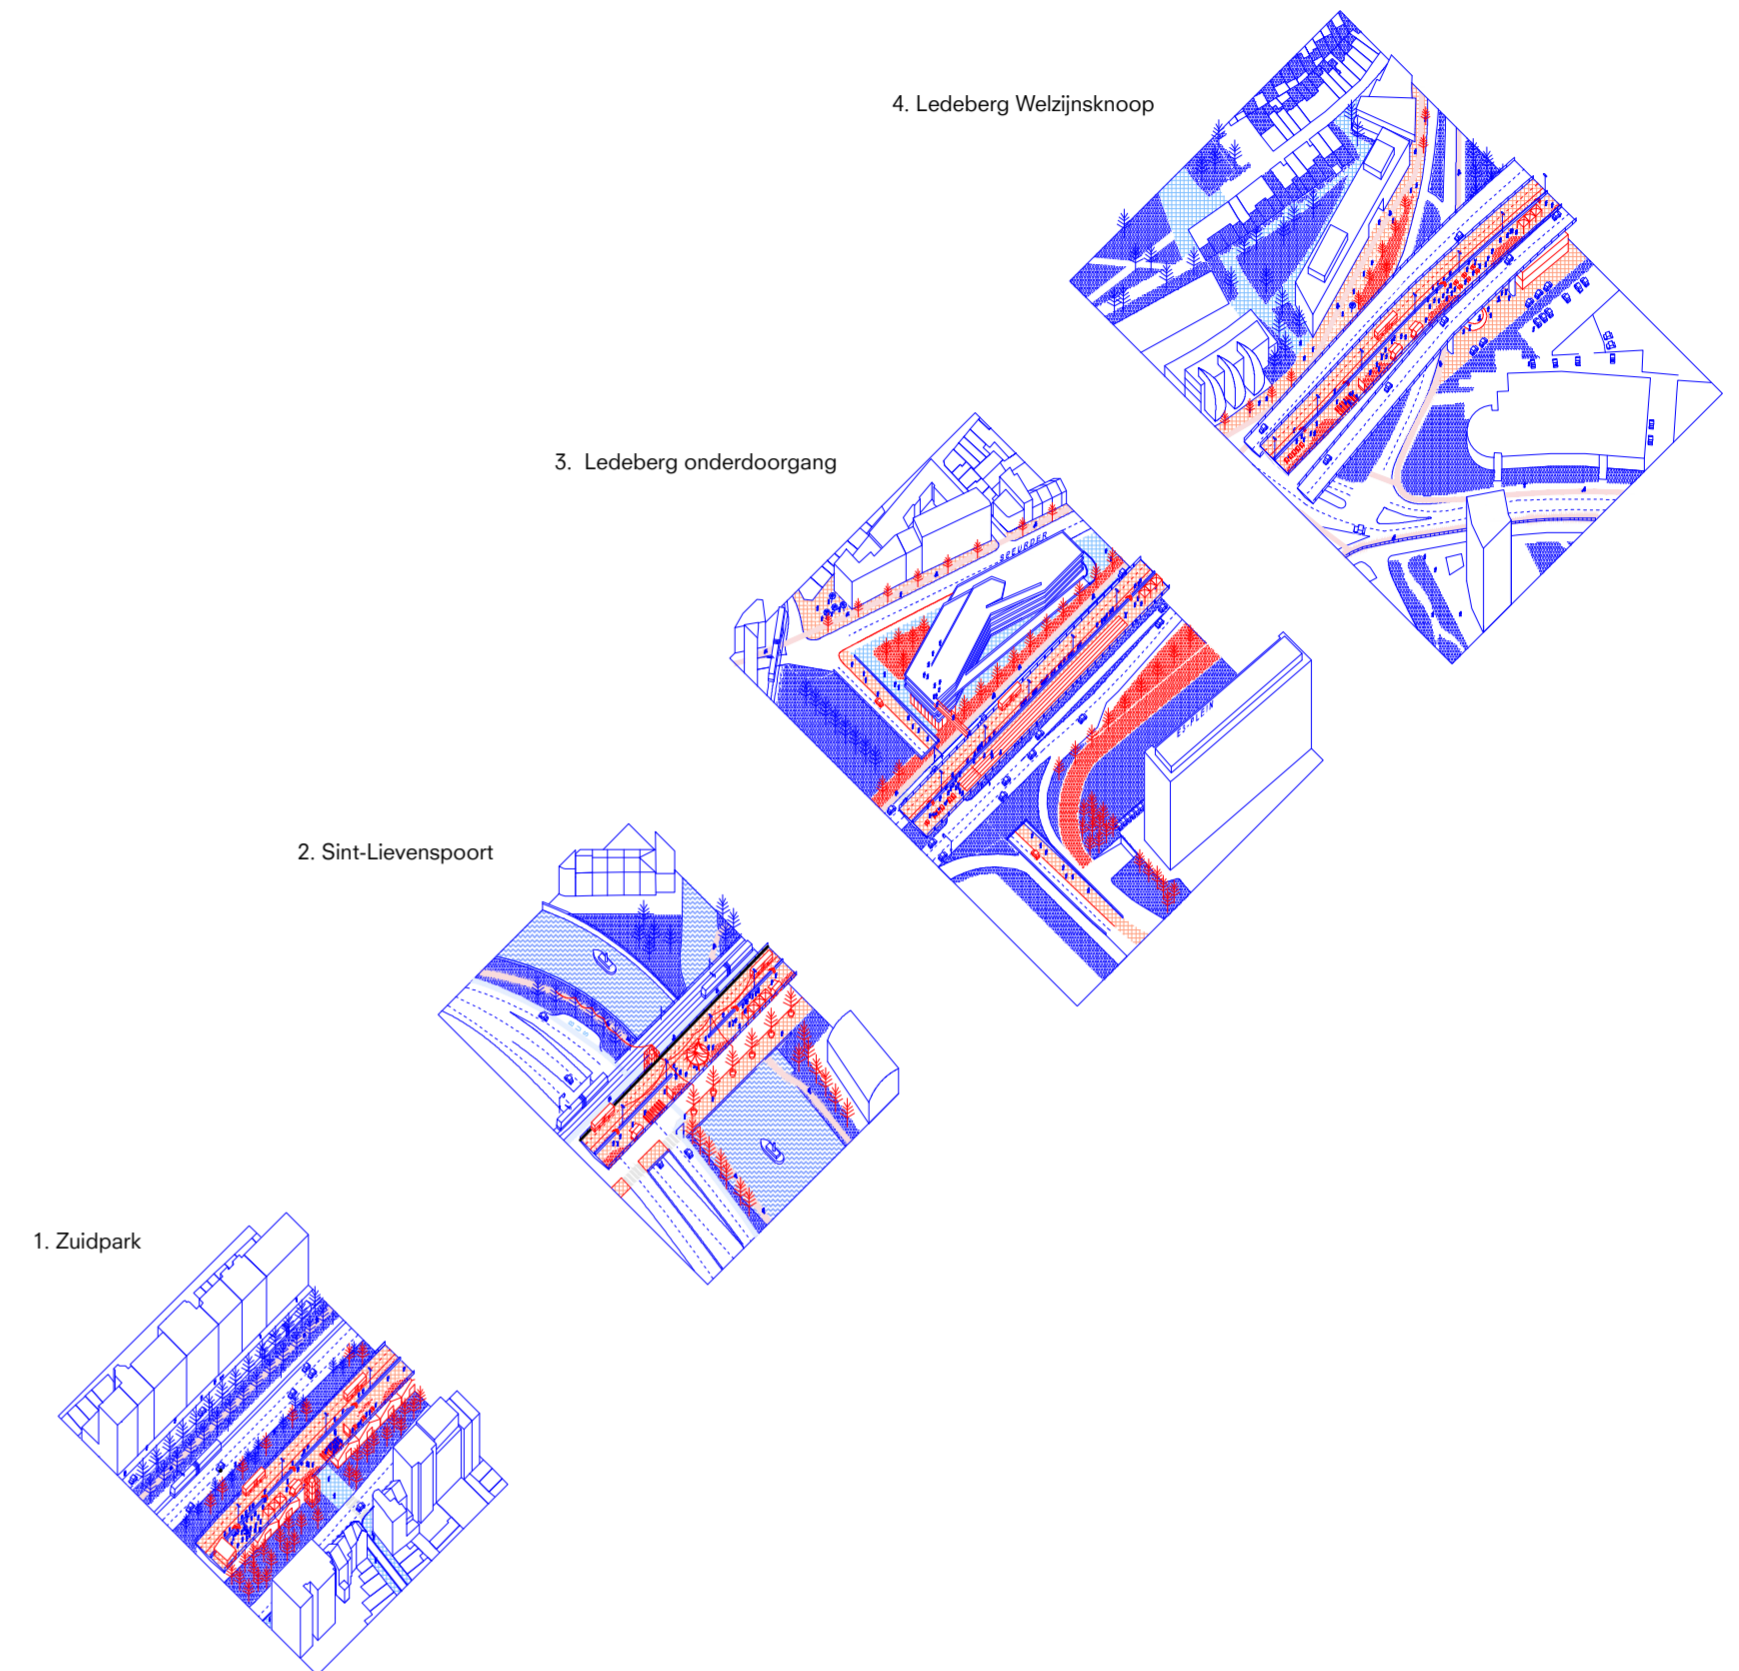 4. Ledeberg Welzijnsknoop
3. Ledeberg onderdoorgang
2. Sint-Lievenspoort
1. Zuidpark